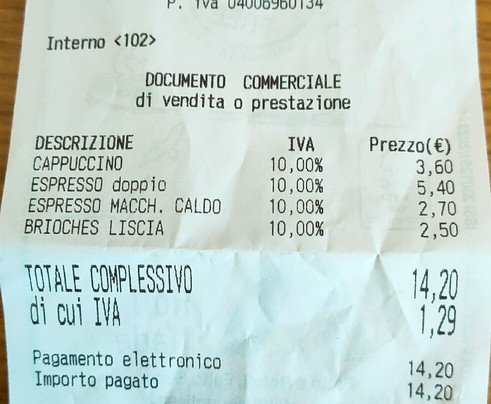 P. iva 04006960134
Interno <102>
DOCUMENTO COMMERCIALE
di vendita o prestazione
DESCRIZIONE IVA Prezzo(€)
CAPPUCCINO 10,00% 3,60
ESPRESSO doppio 10,00% 5,40
ESPRESSO MACCH. CALDO 10,00% 2,70
BRIOCHES LISCIA 10,00% 2,50
TOTALE COMPLESSIVO 14,20
di cui IVA 1,29
Pagamento elettronico 14,20
Importo pagato 14,20